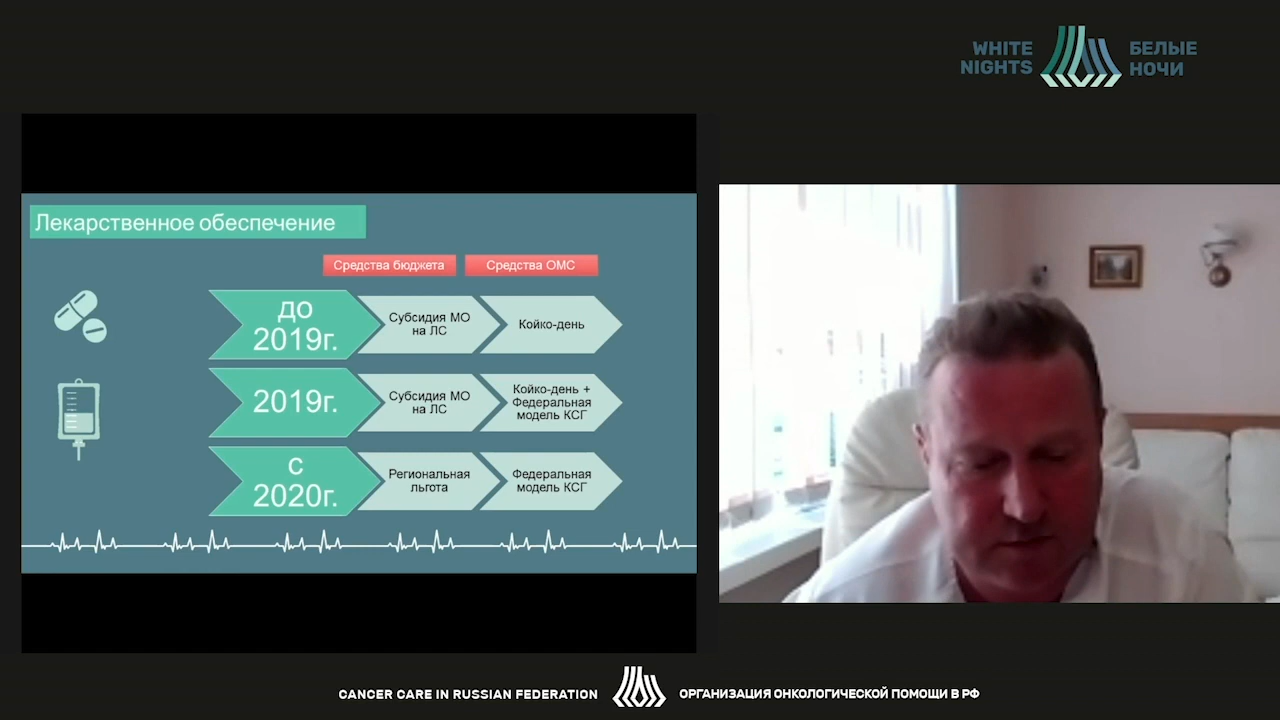 WHITE
NIGHTS
БЕЛЫЕ
НОЧИ
Лекарственное обеспечение
Средства бюджета
Средства ОМС
до
2019г.
Субсидия МО
на ЛС
Койко-день
2019г.
Субсидия МО
на ЛС
Койко-день +
Федеральная
модель КСГ
с
2020г.
Региональная
льгота
Федеральная
модель КСГ
CANCER CARE IN RUSSIAN FEDERATION
ОРГАНИЗАЦИЯ ОНКОЛОГИЧЕСКОЙ ПОМОЩИ В РФ